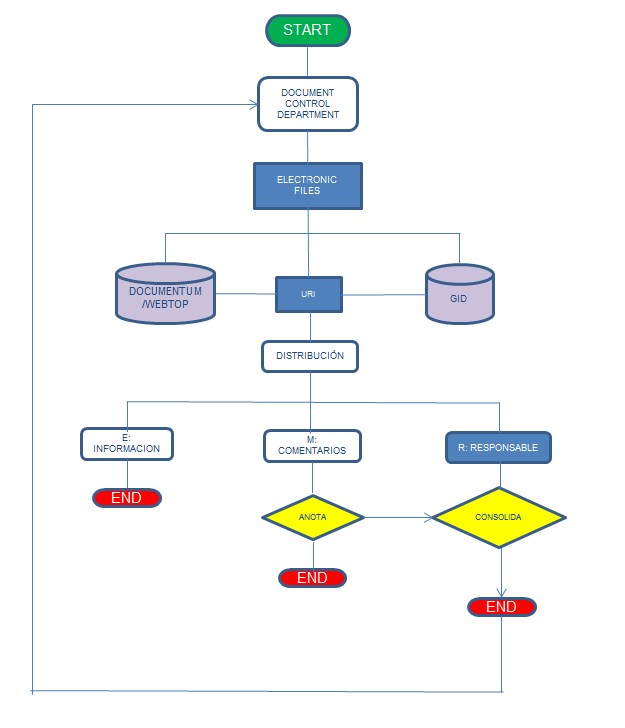 START
DOCUMENT
CONTROL
DEPARTMENT
ELECTRONIC
FILES
DOCUMENTUM
/WEBTOP
URI
GID
DISTRIBUCIÓN
E:
INFORMACION
M:
COMENTARIOS
R: RESPONSABLE
END
ANOTA
CONSOLIDA
END
END